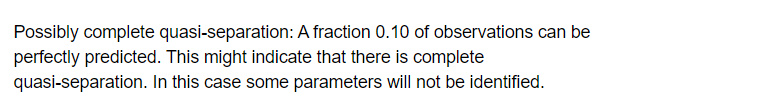 Possibly complete quasi-separation: A fraction 0.10 of observations can be
perfectly predicted. This might indicate that there is complete
quasi-separation. In this case some parameters will not be identified.